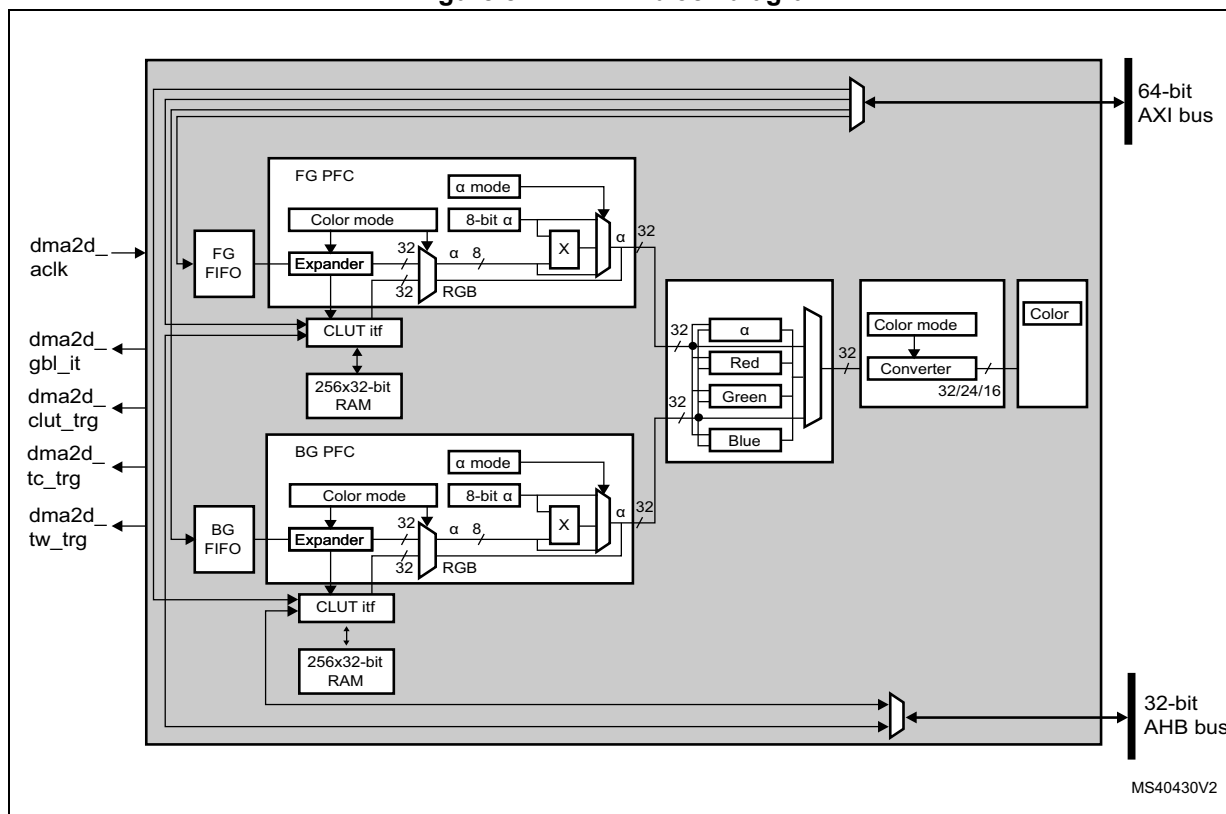 64-bit
AXI bus
FG PFC
α mode
8-bit α
Color mode
Expander
X
32
32
α 8
α
32
RGB
FG
FIFO
CLUT itf
256x32-bit
RAM
dma2d_
aclk
dma2d_
gbl_it
dma2d_
clut_trg
dma2d_
tc_trg
dma2d_
tw_trg
BG PFC
α mode
8-bit α
Color mode
Expander
X
32
32
α 8
α
32
RGB
BG
FIFO
CLUT itf
256x32-bit
RAM
32
32
α
Red
Green
Blue
32
Color mode
Converter
32/24/16
Color
32-bit
AHB bus
MS40430V2